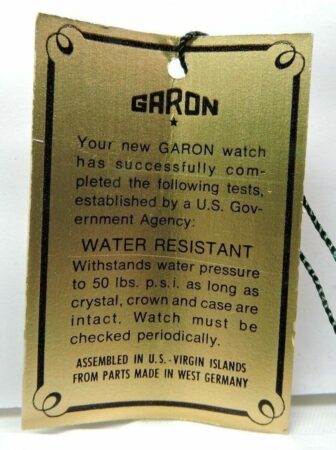 GARON
Your new GARON watch
has successfully com-
pleted the following tests,
established by a U.S. Gov-
ernment Agency:
WATER RESISTANT
Withstands water pressure
to 50 lbs. p.s.i. as long as
crystal, crown and case are
intact. Watch must be
checked periodically.
ASSEMBLED IN U.S.-VIRGIN ISLANDS
FROM PARTS MADE IN WEST GERMANY